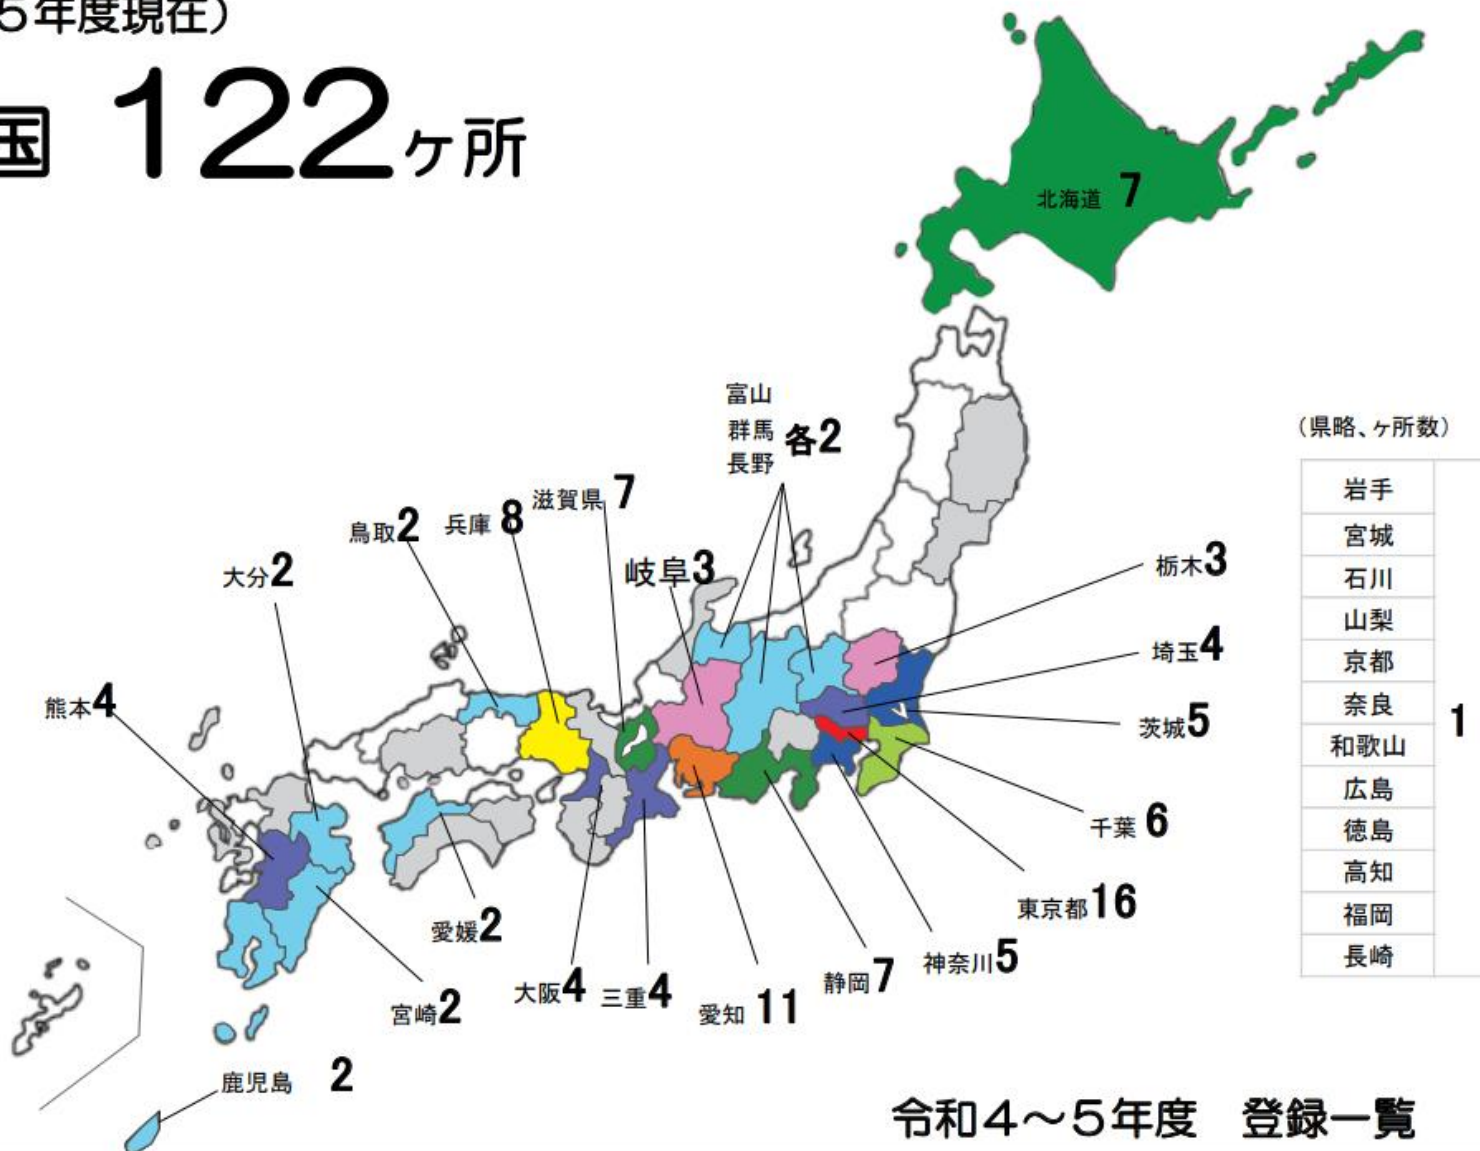 5年度現在）
国 122ヶ所
北海道 7
富山
群馬
長野
各2
（県略、ヶ所数）
滋賀県 7
兵庫 8
鳥取2
大分2
岐阜3
熊本4
栃木3
埼玉4
茨城5
千葉 6
東京都16
神奈川5
静岡7
愛知 11
三重4
大阪4
愛媛2
宮崎2
鹿児島 2
岩手
宮城
石川
山梨
京都
奈良
和歌山
広島
徳島
高知
福岡
長崎
1
令和4～5年度 登録一覧